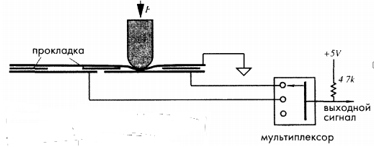 F
прокладка
+5V
4 7k
выходной
сигнал
мультиплексор